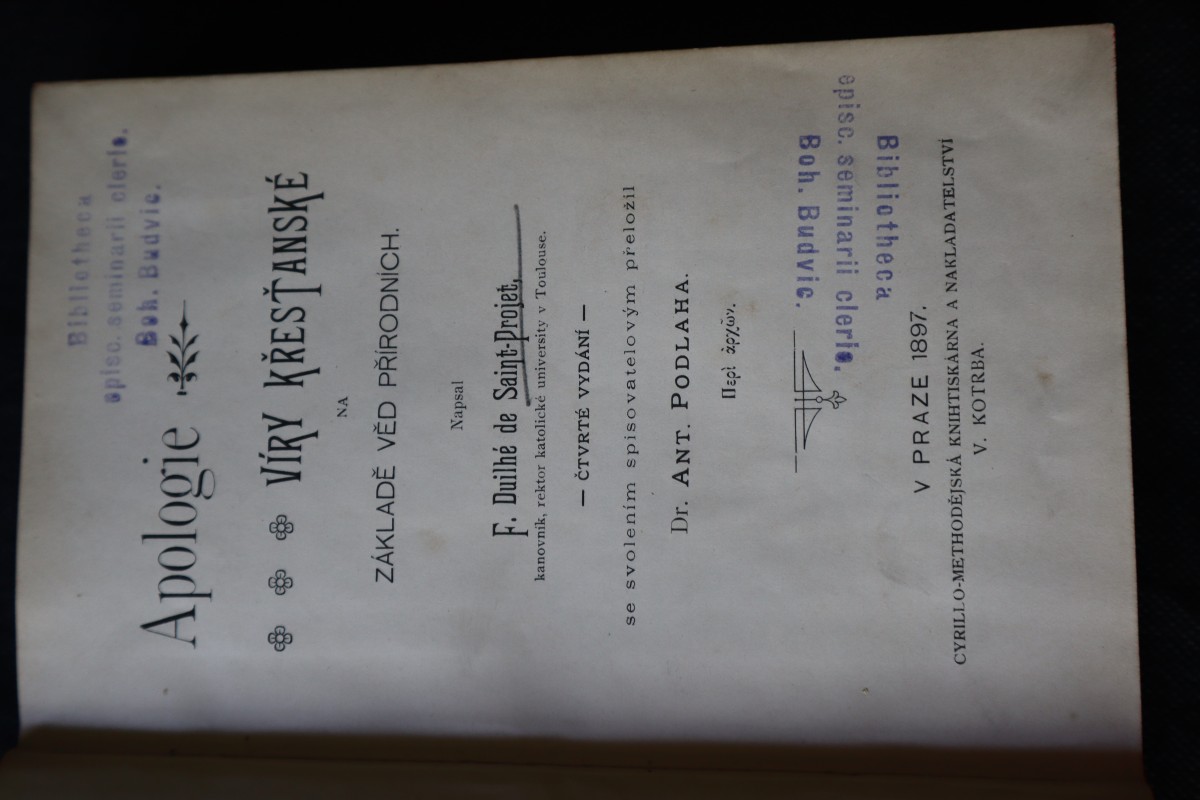 Bibliotheca
episc. seminarii cleric.
Boh. Budvic.
Apologie
VÍRY KŘESŤANSKÉ
NA
ZÁKLADĚ VĚD PŘÍRODNÍCH.
Napsal
F. Duilhé de Saint-Projet,
kanovník, rektor katolické university v Toulouse.
— ČTVRTÉ VYDÁNÍ —
se svolením spisovatelovým přeložil
Dr. ANT. PODLAHA.
Περὶ ἀρχῶν.
Bibliotheca
episc. seminarii cleric.
Boh. Budvic.
V PRAZE 1897.
CYRILLO-METHODĚJSKÁ KNIHTISKÁRNA A NAKLADATELSTVÍ
V. KOTRBA.